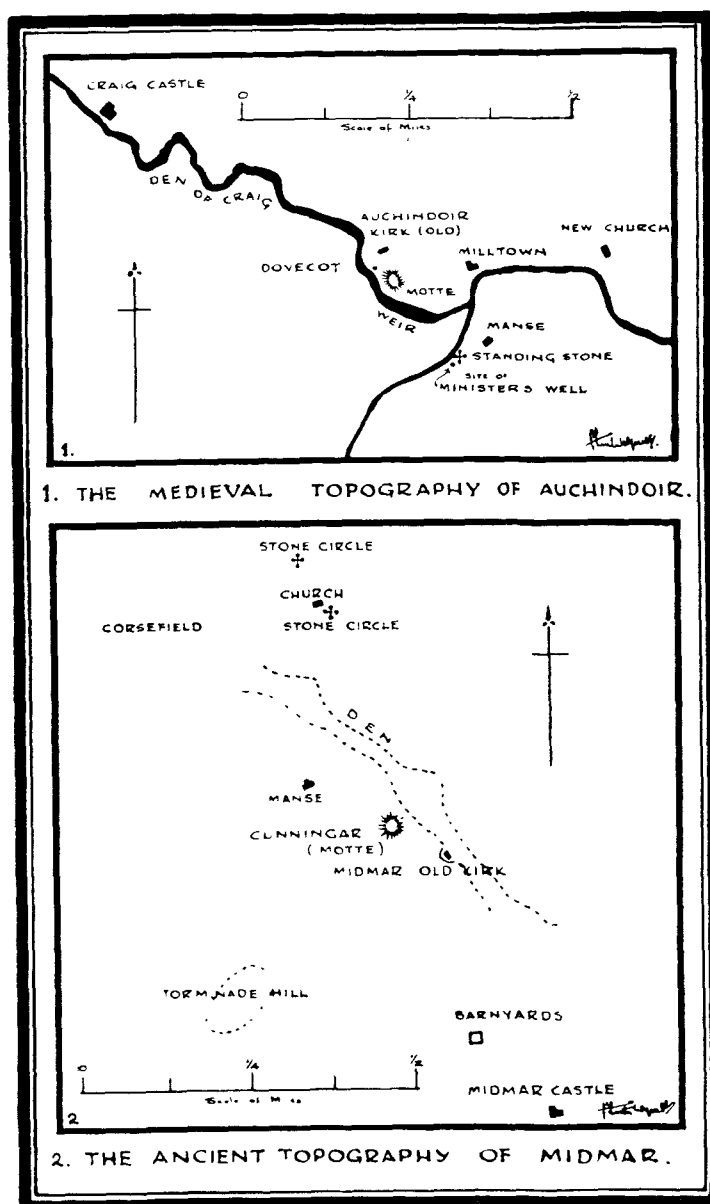 CRAIG CASTLE
0 1/4 1/2
Scale of Miles
DEN
DA CRAIG
AUCHINDOIR
KIRK (OLD)
NEW CHURCH
DOVECOT
MILLTOWN
MOTTE
WEIR
MANSE
STANDING STONE
SITE OF
MINISTERS WELL
1.
1. THE MEDIEVAL TOPOGRAPHY OF AUCHINDOIR.
STONE CIRCLE
CHURCH
CORSEFIELD
STONE CIRCLE
DEN
MANSE
CUNNINGAR
(MOTTE)
MIDMAR OLD KIRK
TORMNADE HILL
BARNYARDS
0 1/4 1/2
Scale of M
MIDMAR CASTLE
2
2. THE ANCIENT TOPOGRAPHY OF MIDMAR.